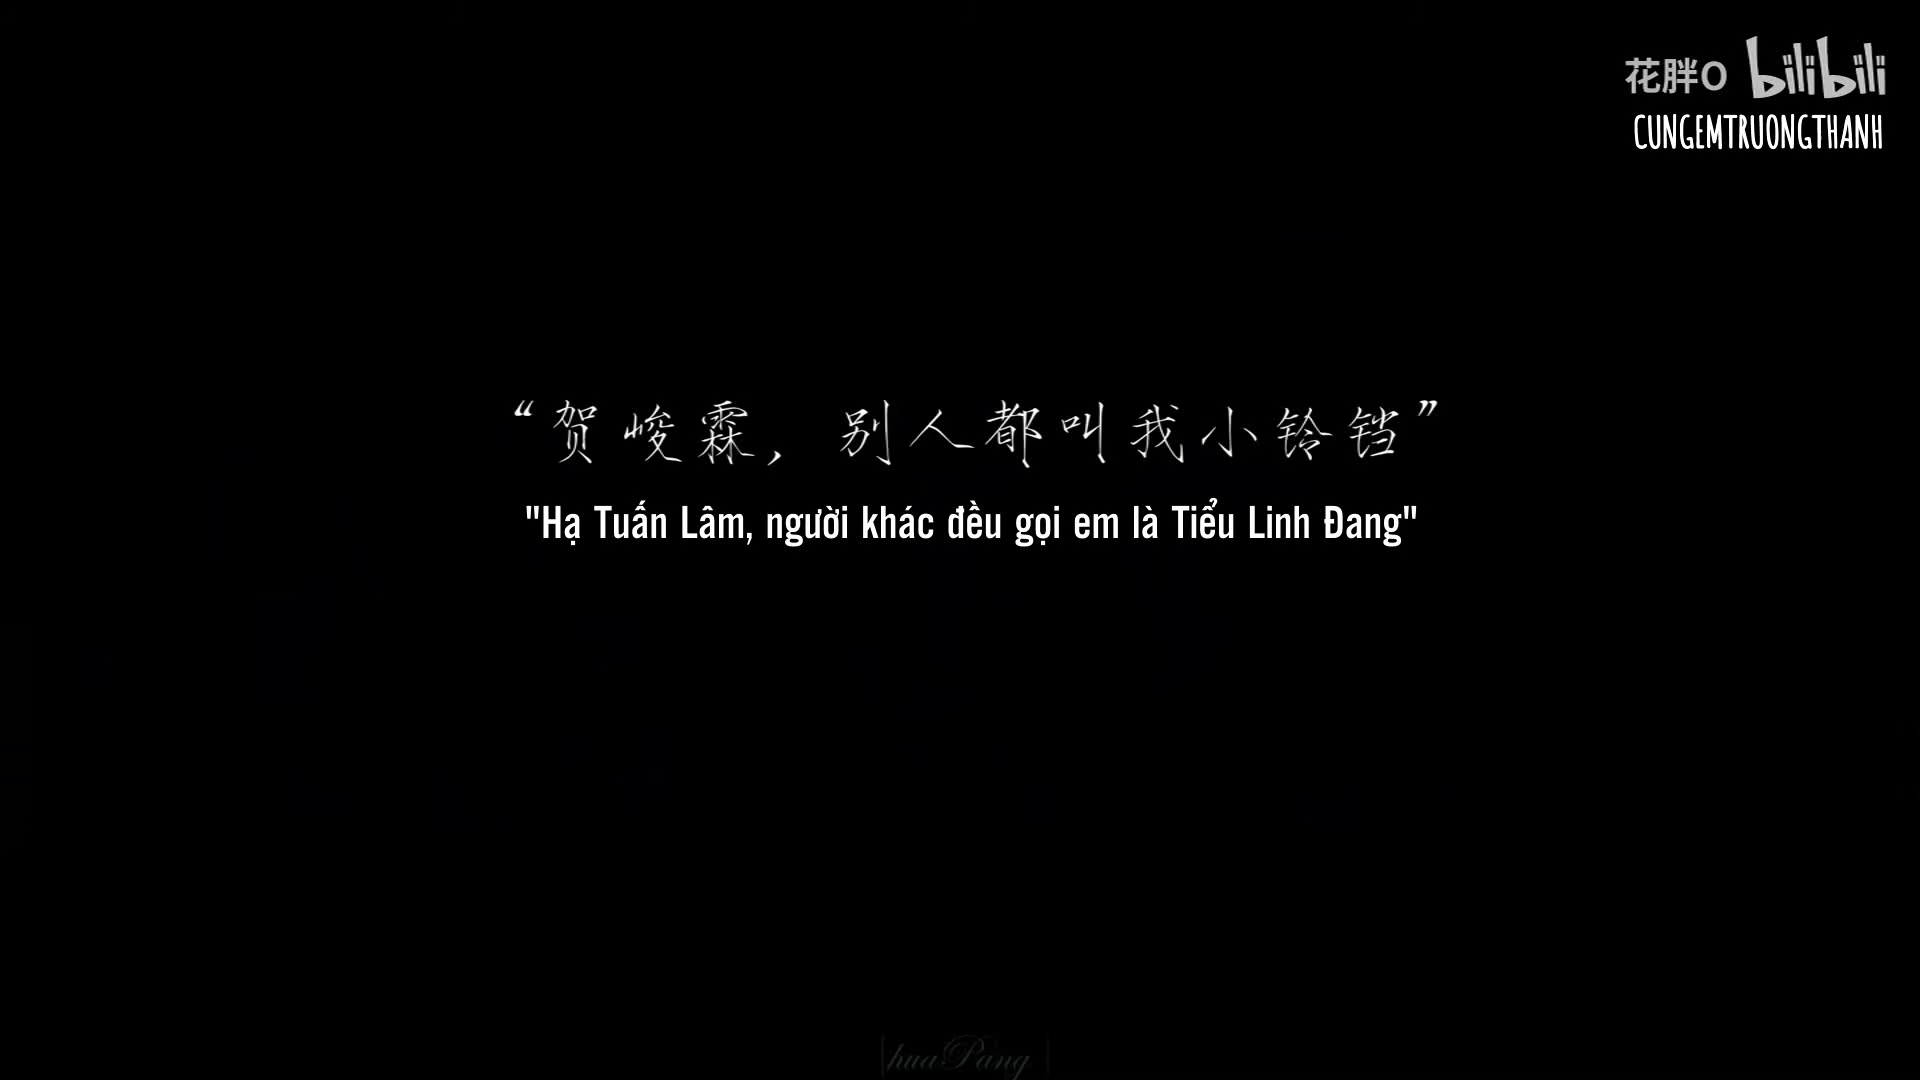 花胖O bilibili
CUNGEMTRUONGTHANH
“贺峻霖，别人都叫我小铃铛”
"Hạ Tuấn Lâm, người khác đều gọi em là Tiểu Linh Đang"
huaPang